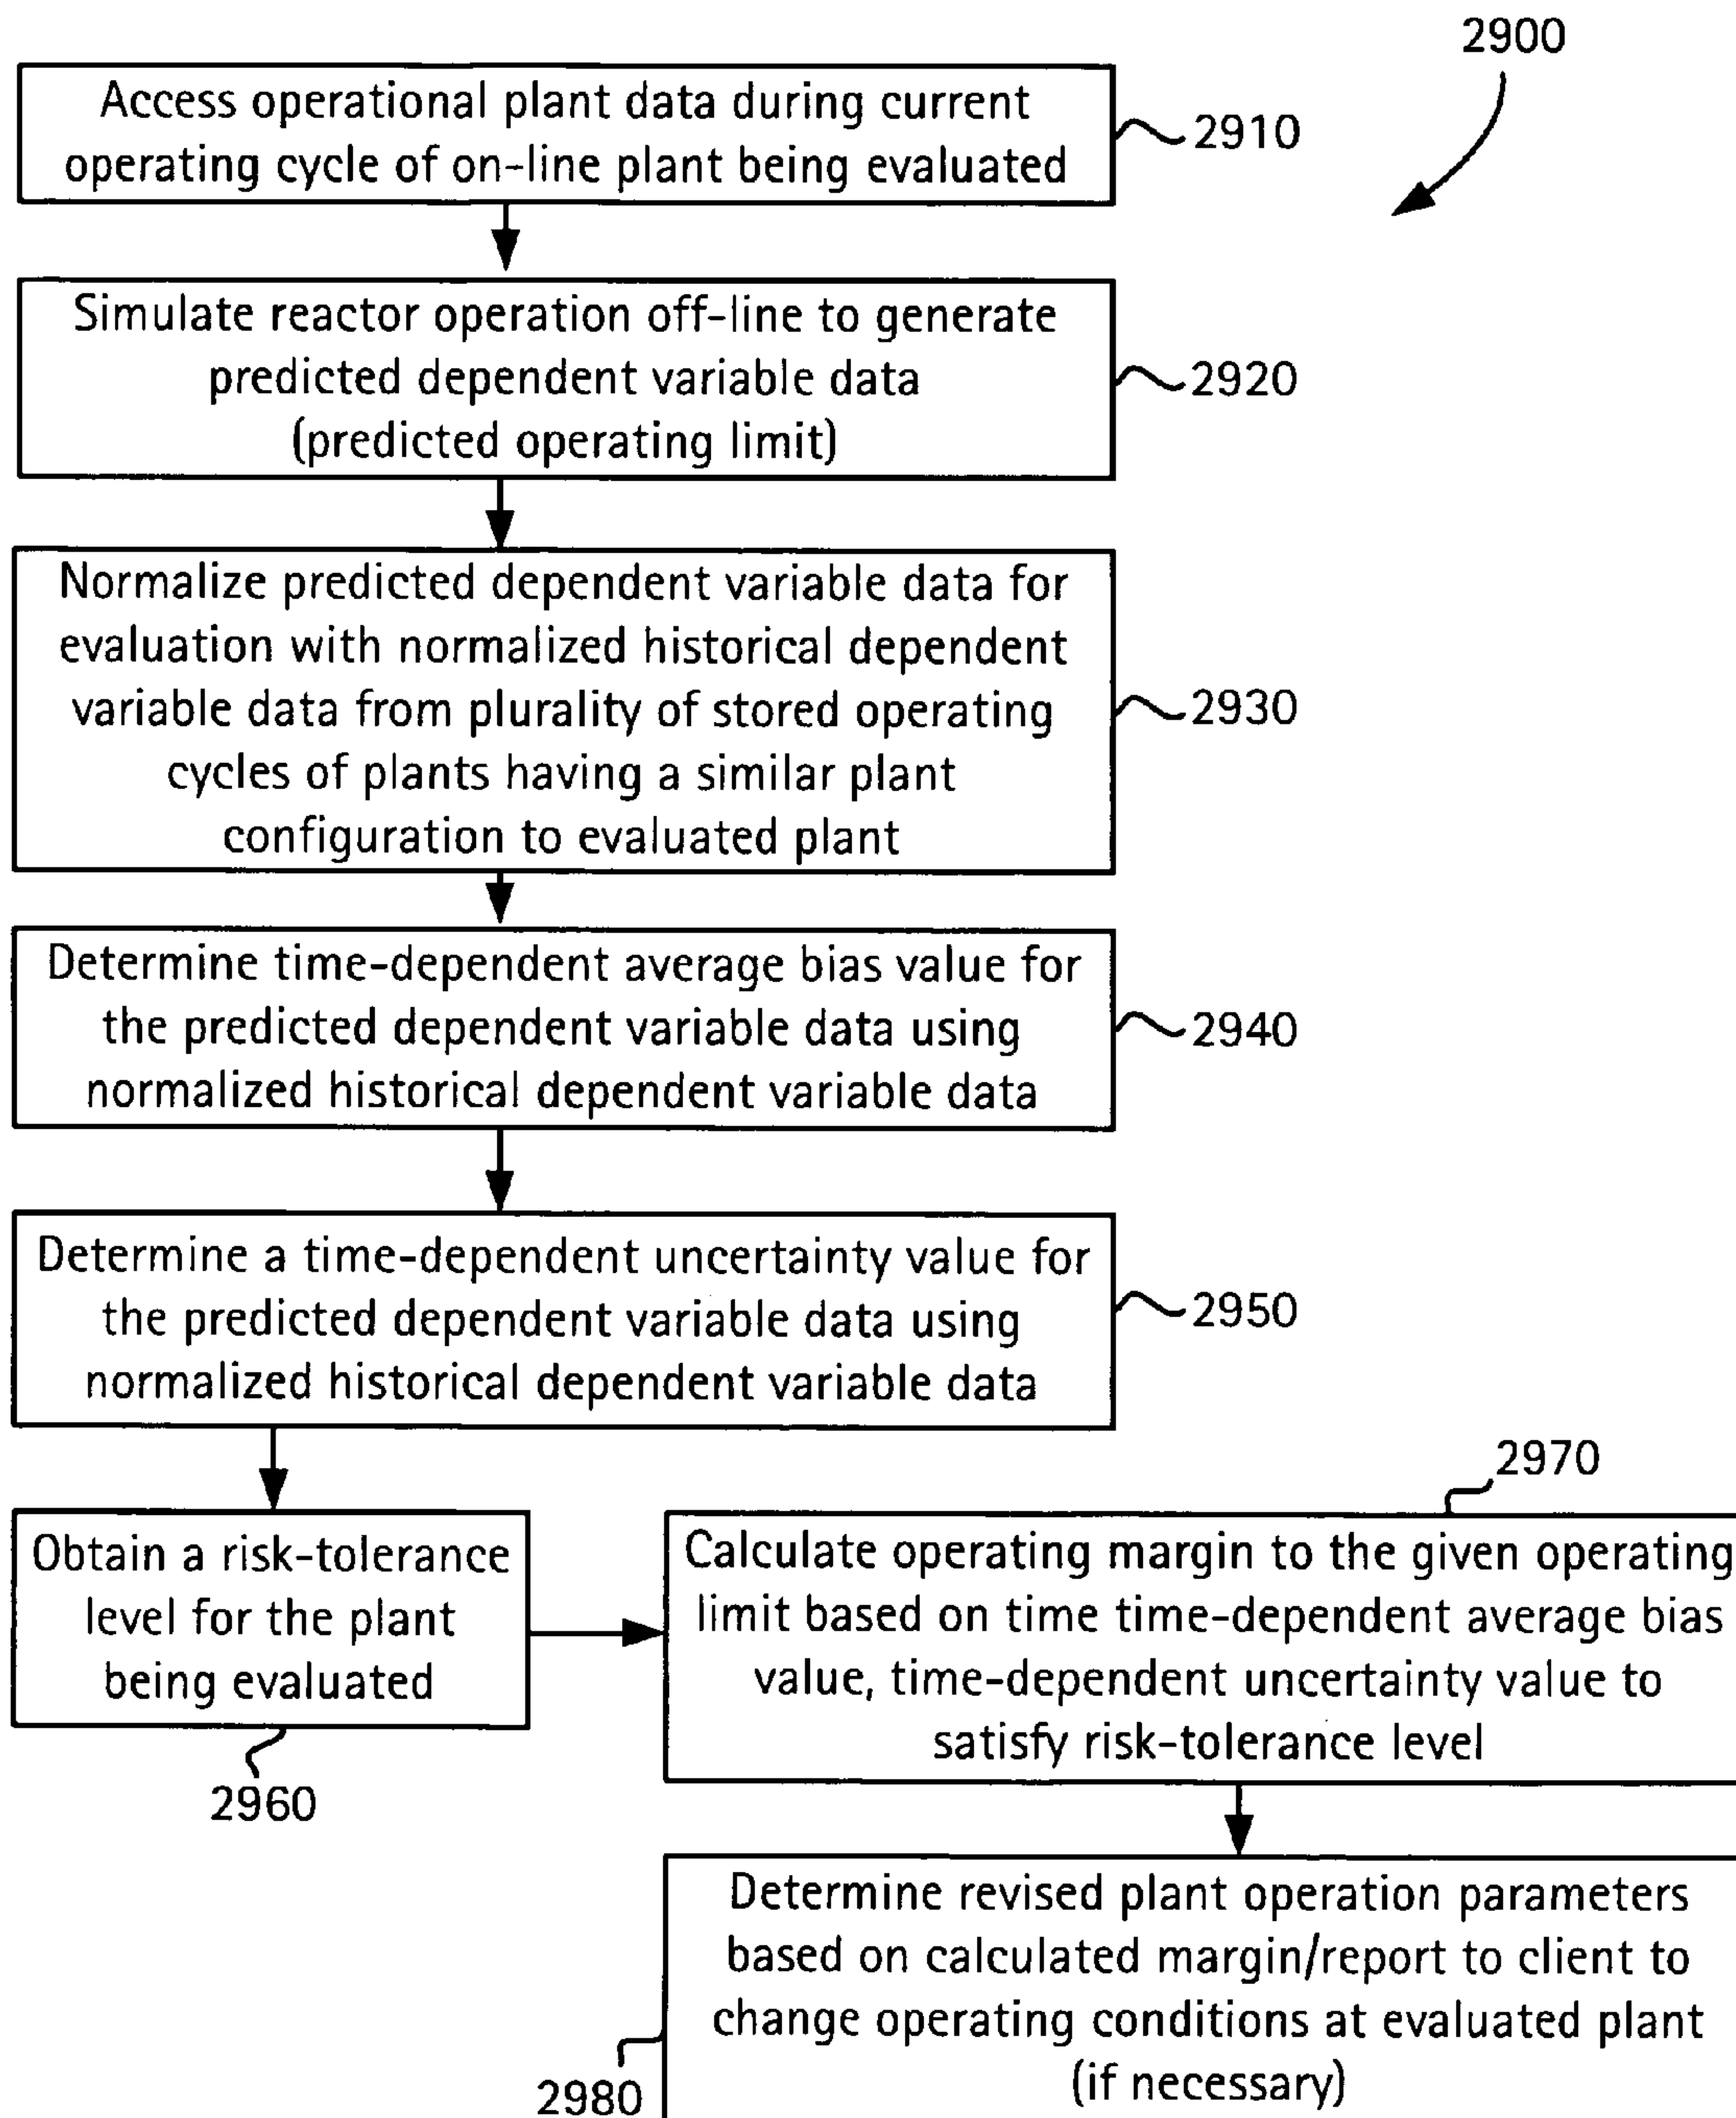 2900
Access operational plant data during current
operating cycle of on-line plant being evaluated
2910
Simulate reactor operation off-line to generate
predicted dependent variable data
(predicted operating limit)
2920
Normalize predicted dependent variable data for
evaluation with normalized historical dependent
variable data from plurality of stored operating
cycles of plants having a similar plant
configuration to evaluated plant
2930
Determine time-dependent average bias value for
the predicted dependent variable data using
normalized historical dependent variable data
2940
Determine a time-dependent uncertainty value for
the predicted dependent variable data using
normalized historical dependent variable data
2950
Obtain a risk-tolerance
level for the plant
being evaluated
2960
2970
Calculate operating margin to the given operating
limit based on time time-dependent average bias
value, time-dependent uncertainty value to
satisfy risk-tolerance level
Determine revised plant operation parameters
based on calculated margin/report to client to
change operating conditions at evaluated plant
(if necessary)
2980